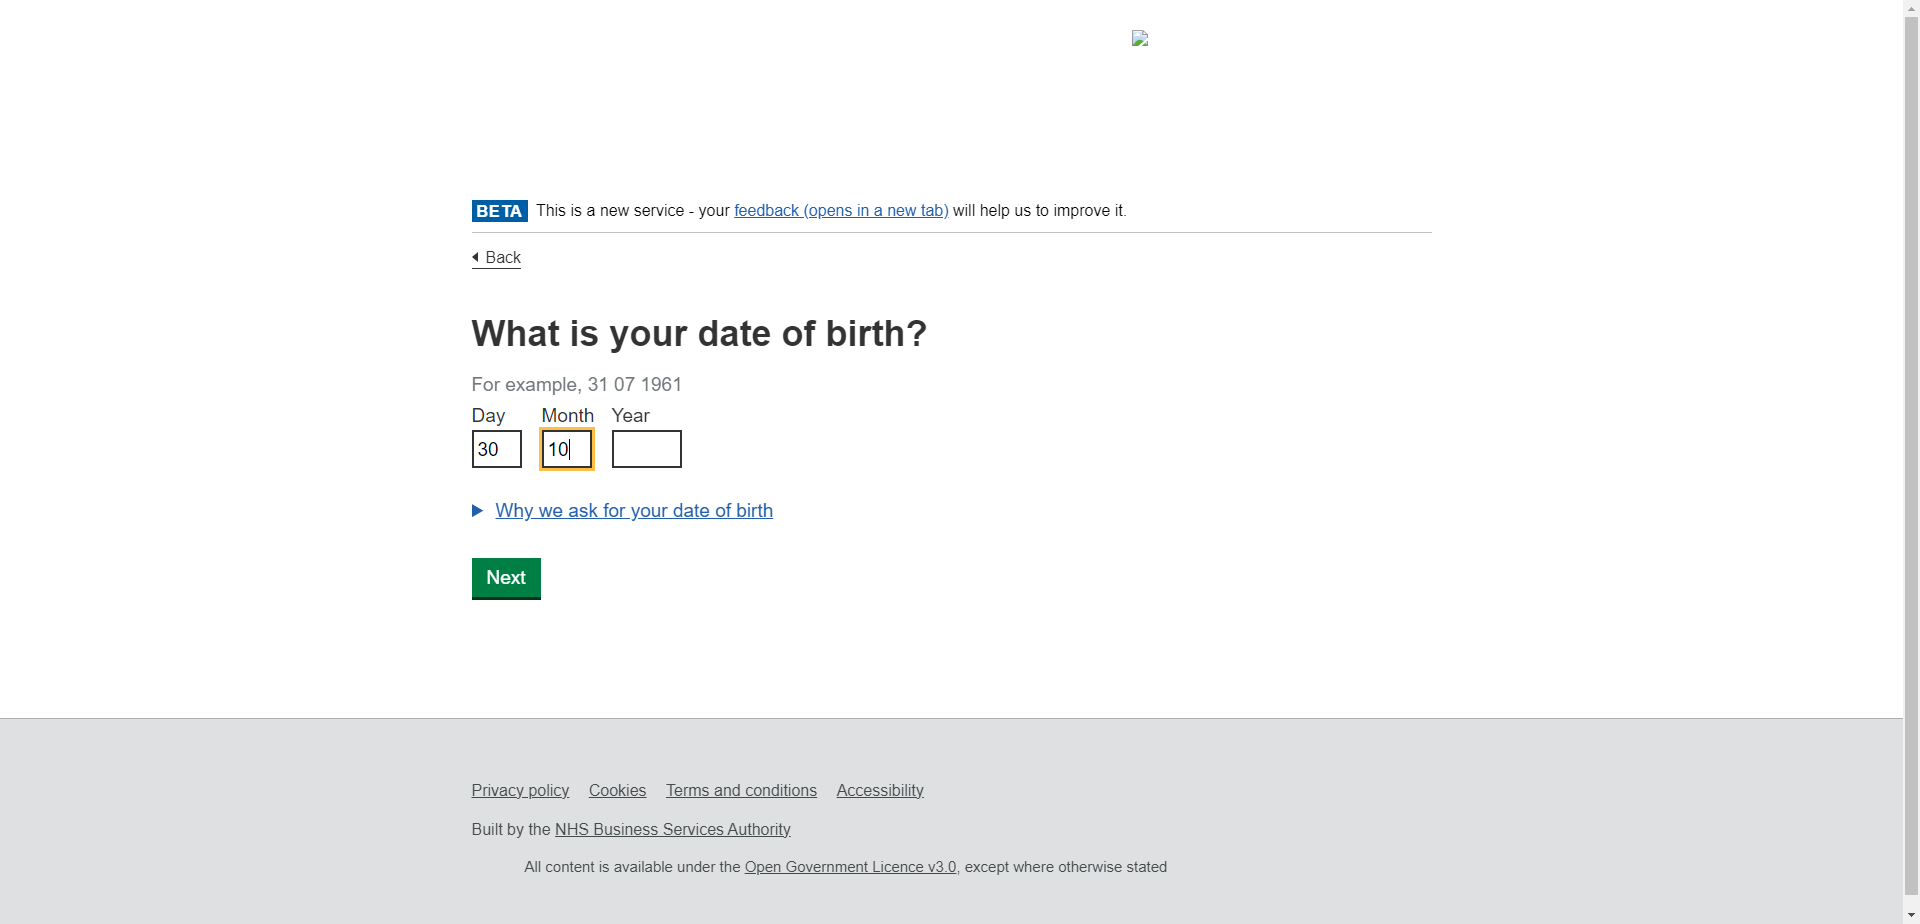 BETA This is a new service - your feedback (opens in a new tab) will help us to improve it.
Back
What is your date of birth?
For example, 31 07 1961
Day Month Year
30 10
Why we ask for your date of birth
Next
Privacy policy Cookies Terms and conditions Accessibility
Built by the NHS Business Services Authority
All content is available under the Open Government Licence v3.0, except where otherwise stated